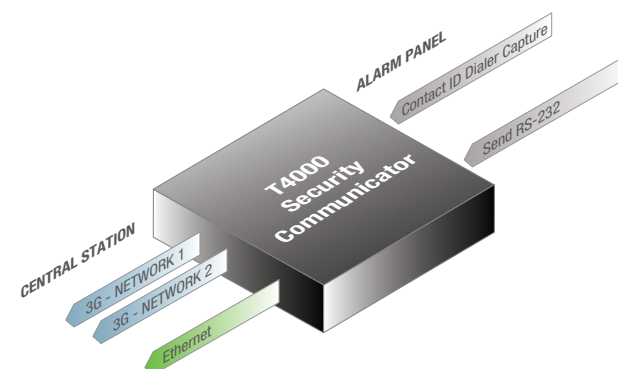 ALARM PANEL
Contact ID Dialer Capture
Send RS-232
T4000
Security
Communicator
CENTRAL STATION
3G - NETWORK 1
3G - NETWORK 2
Ethernet